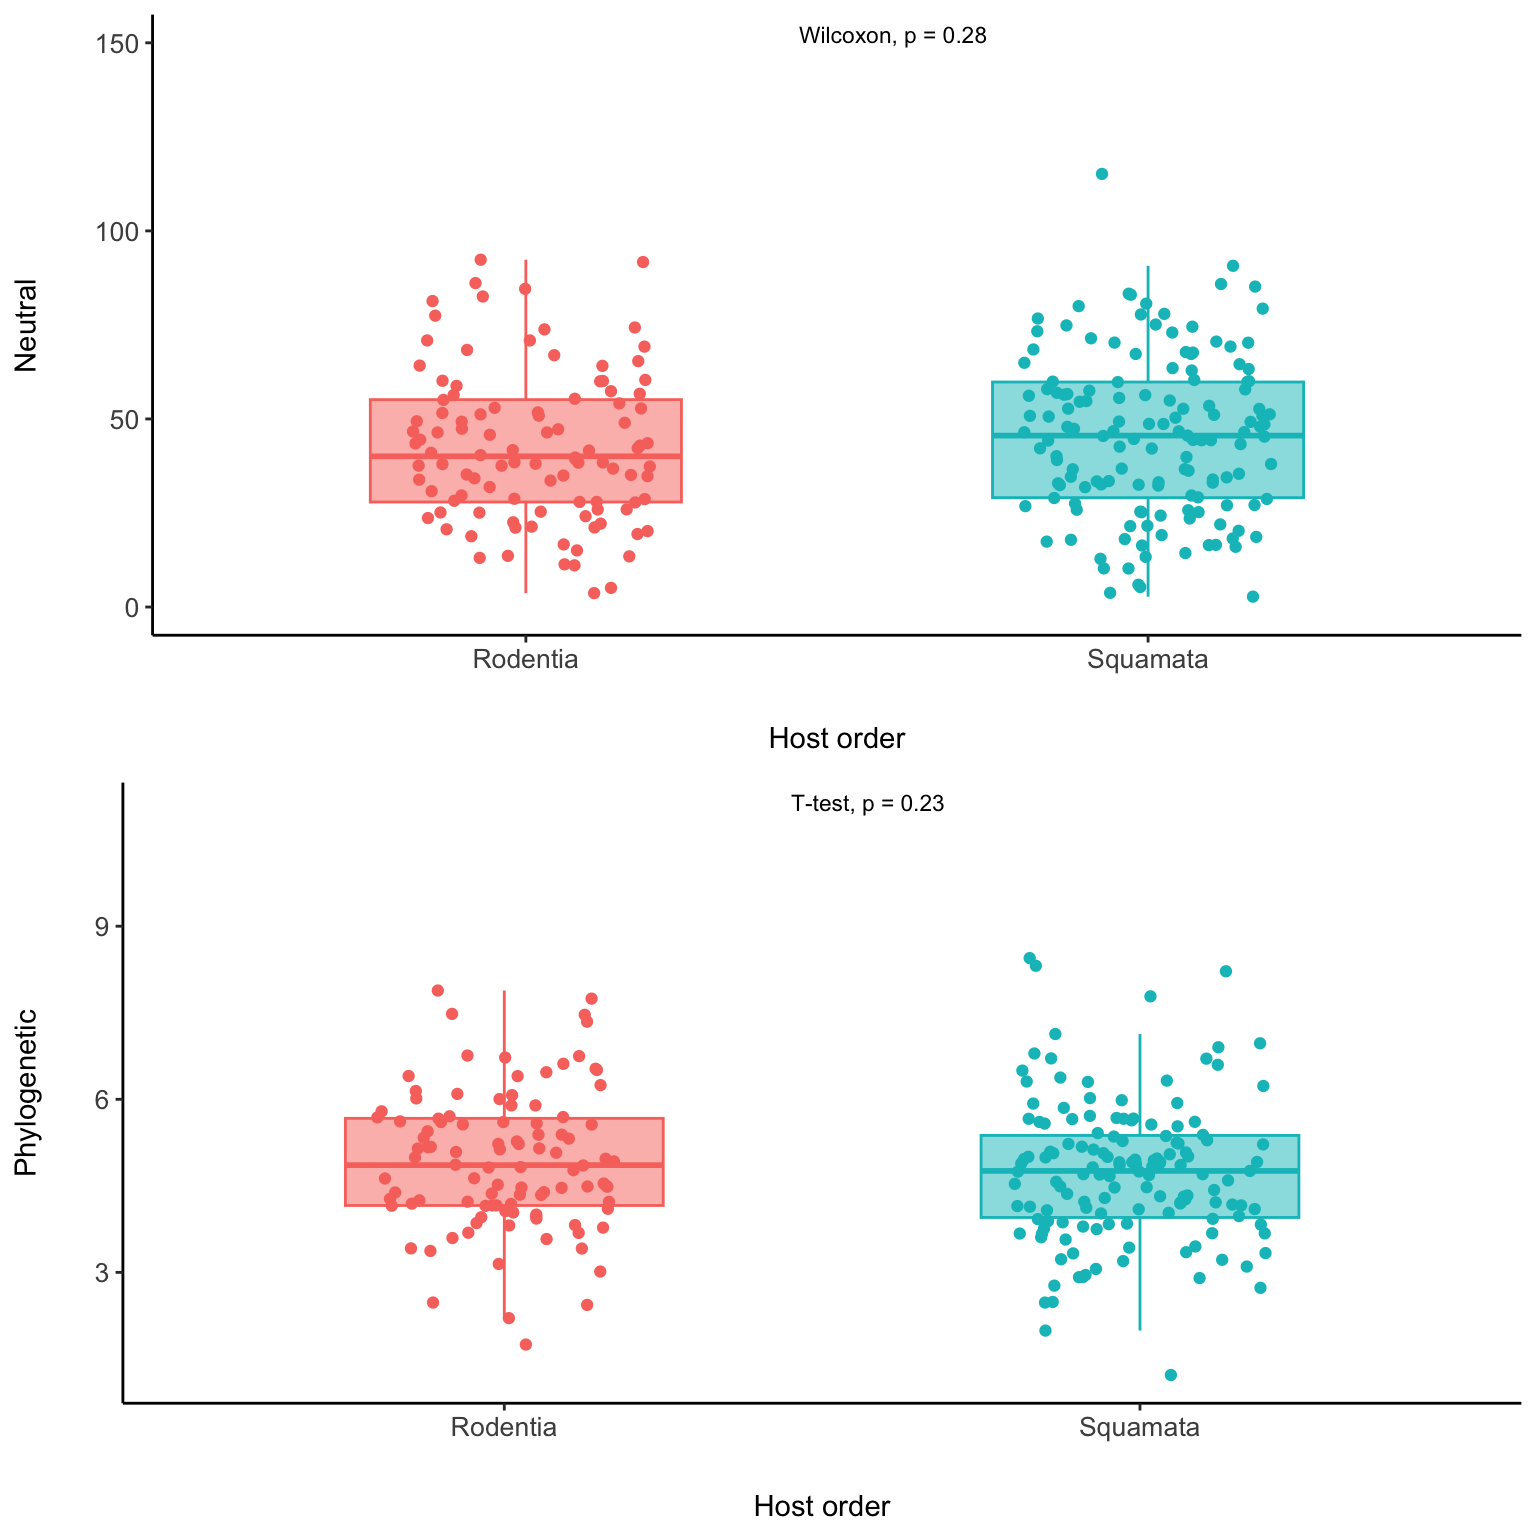 Wilcoxon, p = 0.28
150
100
50
0
Neutral
Rodentia Squamata
Host order
T-test, p = 0.23
9
6
3
Phylogenetic
Rodentia Squamata
Host order